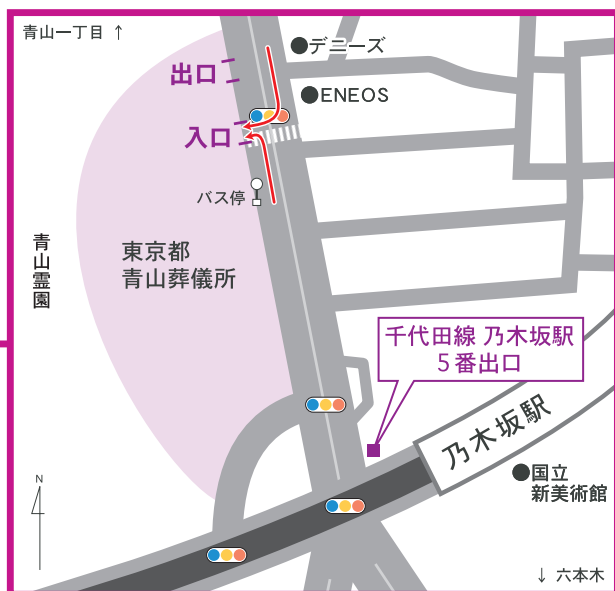 青山一丁目 ↑
デニーズ
出口
ENEOS
入口
バス停
青山霊園
東京都
青山葬儀所
千代田線 乃木坂駅
5番出口
乃木坂駅
国立
新美術館
N
↓ 六本木